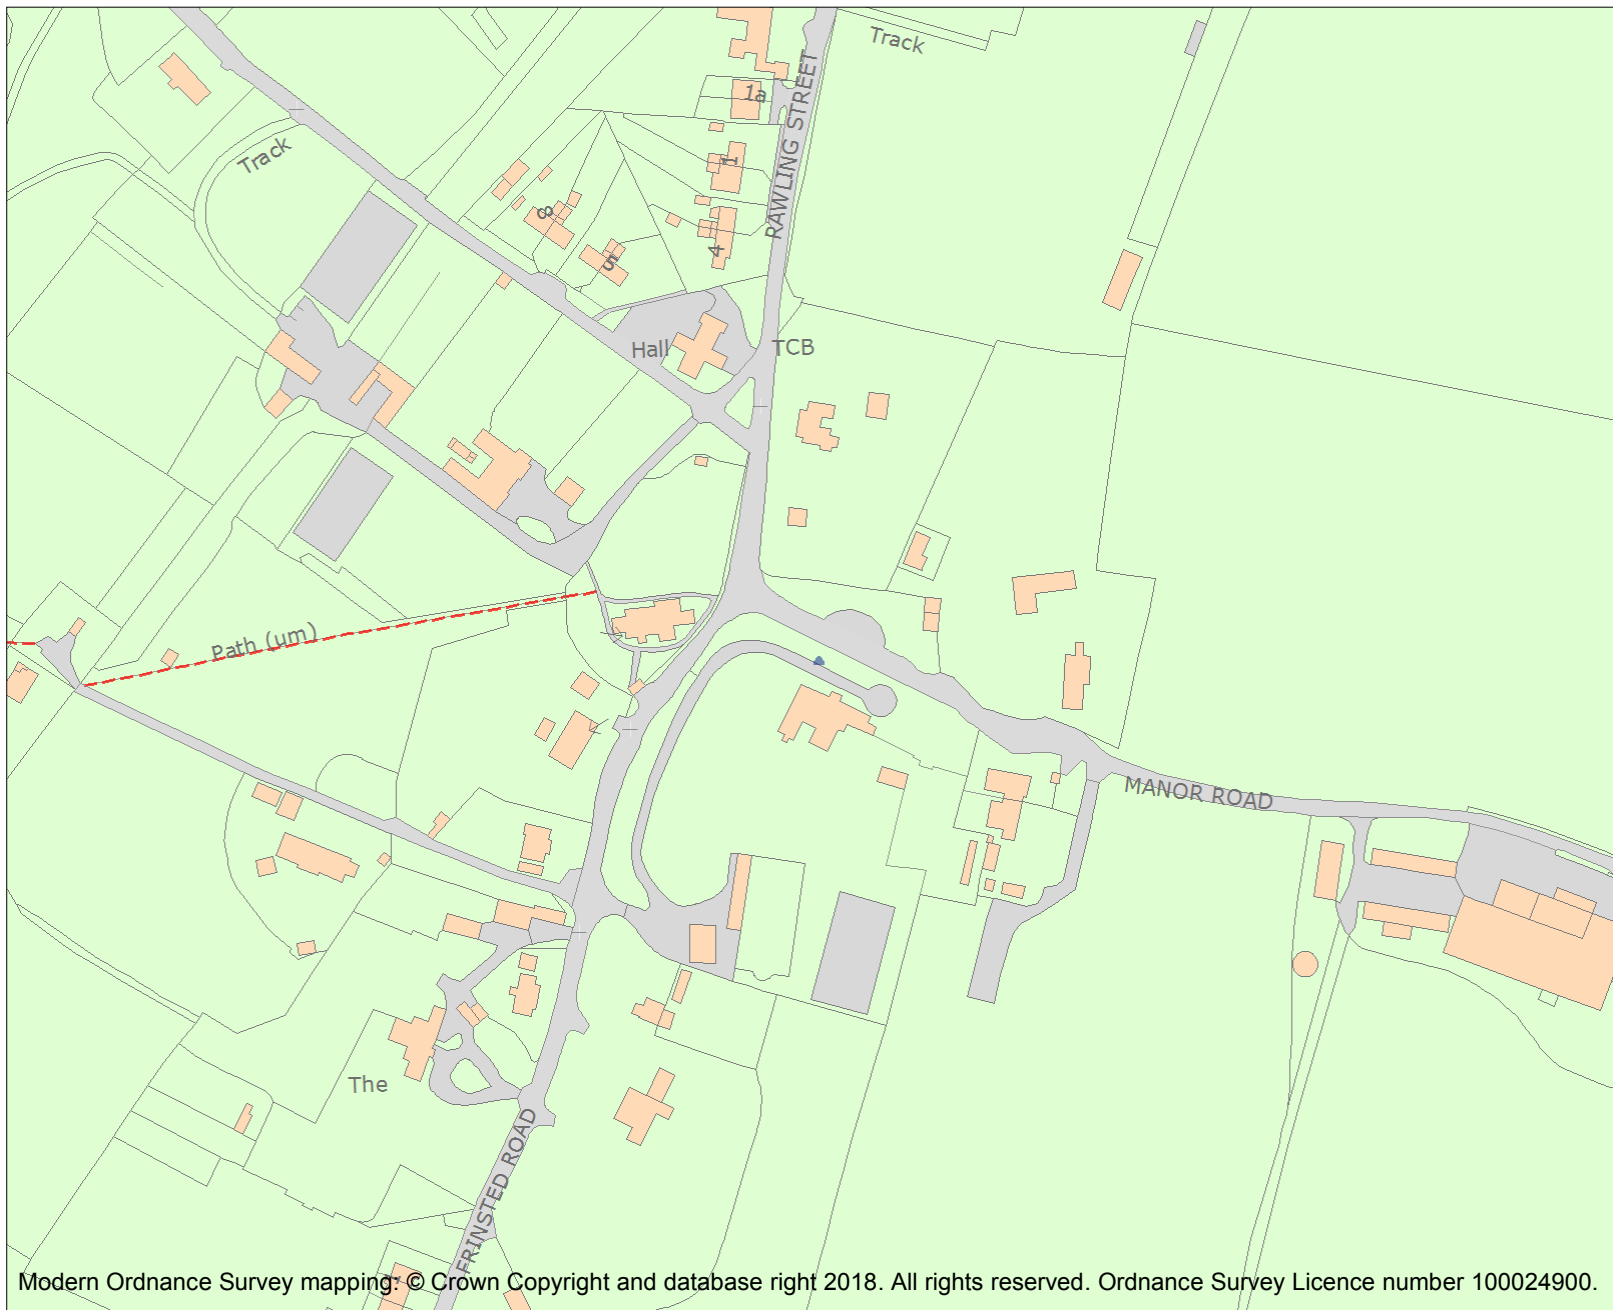 Track
1a
RAWLING STREET
Track
1
8
4
5
Hall
TCB
Path (um)
MANOR ROAD
The
FRINSTED ROAD
Modern Ordnance Survey mapping: © Crown Copyright and database right 2018. All rights reserved. Ordnance Survey Licence number 100024900.